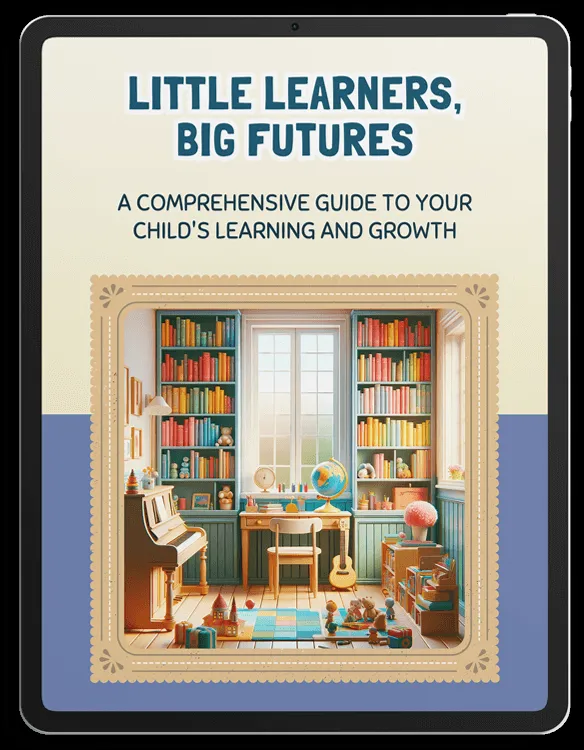 LITTLE LEARNERS,
BIG FUTURES
A COMPREHENSIVE GUIDE TO YOUR
CHILD'S LEARNING AND GROWTH